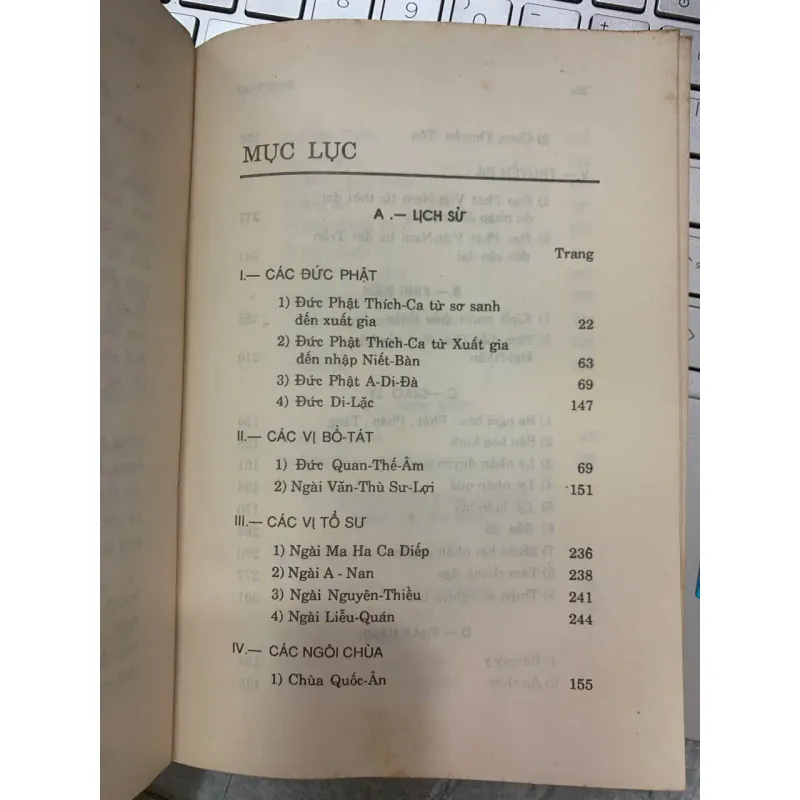 MỤC LỤC
A .— LỊCH SỬ
Trang
I.— CÁC ĐỨC PHẬT
1) Đức Phật Thích-Ca từ sơ sanh
đến xuất gia 22
2) Đức Phật Thích-Ca từ Xuất gia
đến nhập Niết-Bàn 63
3) Đức Phật A-Di-Đà 69
4) Đức Di-Lặc 147
II.— CÁC VỊ BỒ-TÁT
1) Đức Quan-Thế-Âm 69
2) Ngài Văn-Thù Sư-Lợi 151
III.— CÁC VỊ TỔ SƯ
1) Ngài Ma Ha Ca Diếp 236
2) Ngài A - Nan 238
3) Ngài Nguyên-Thiều 241
4) Ngài Liễu-Quán 244
IV.— CÁC NGÔI CHÙA
1) Chùa Quốc-Ân 155